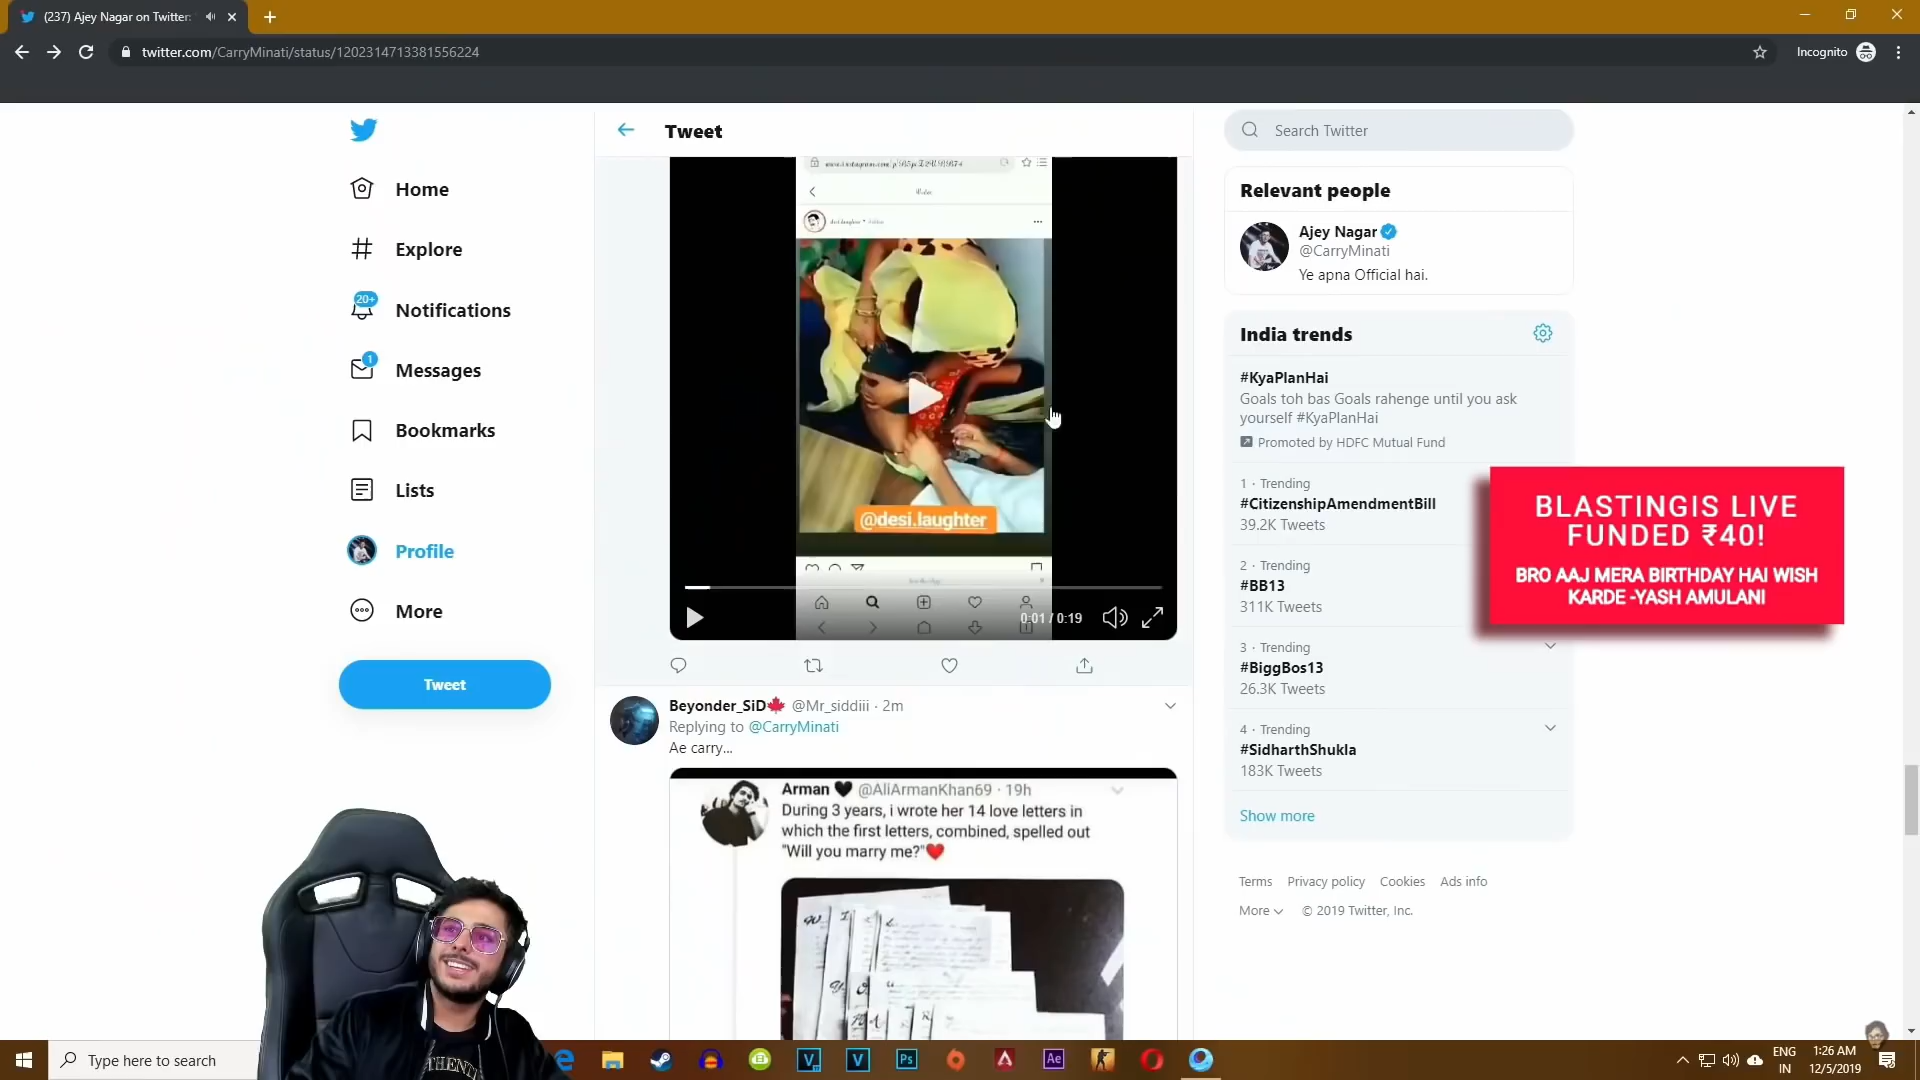 (237) Ajey Nagar on Twitter:
twitter.com/CarryMinati/status/1202314713381556224
Incognito
Tweet
Search Twitter
Home
Explore
20+
Notifications
1
Messages
Bookmarks
Lists
Profile
More
Tweet
@desi.laughter
0:01 / 0:19
Beyonder_SiD🍁 @Mr_siddiii · 2m
Replying to @CarryMinati
Ae carry...
Arman 🖤 @AliArmanKhan69 · 19h
During 3 years, i wrote her 14 love letters in
which the first letters, combined, spelled out
"Will you marry me?"❤️
Relevant people
Ajey Nagar
@CarryMinati
Ye apna Official hai.
India trends
#KyaPlanHai
Goals toh bas Goals rahenge until you ask
yourself #KyaPlanHai
Promoted by HDFC Mutual Fund
1 · Trending
#CitizenshipAmendmentBill
39.2K Tweets
2 · Trending
#BB13
311K Tweets
3 · Trending
#BiggBos13
26.3K Tweets
4 · Trending
#SidharthShukla
183K Tweets
Show more
Terms Privacy policy Cookies Ads info
More © 2019 Twitter, Inc.
BLASTINGIS LIVE
FUNDED ₹40!
BRO AAJ MERA BIRTHDAY HAI WISH
KARDE -YASH AMULANI
Type here to search
V
V
Ps
Ae
ENG
IN
1:26 AM
12/5/2019